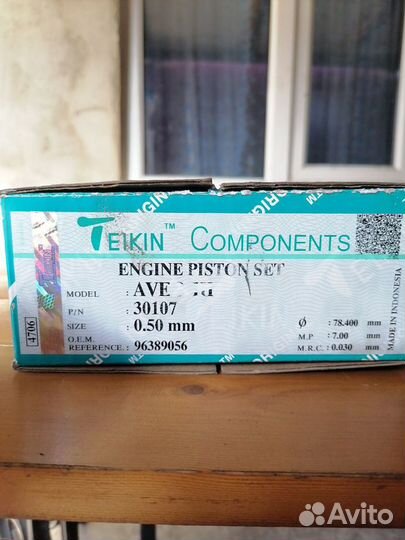 TEIKIN™ COMPONENTS
ENGINE PISTON SET
MODEL :
P/N : 30107
SIZE : 0.50 mm
O.E.M.
REFERENCE : 96389056
Ø : 78.400 mm
M.P : 7.00 mm
M.R.C. : 0.030 mm
MADE IN INDONESIA
4706
Avito